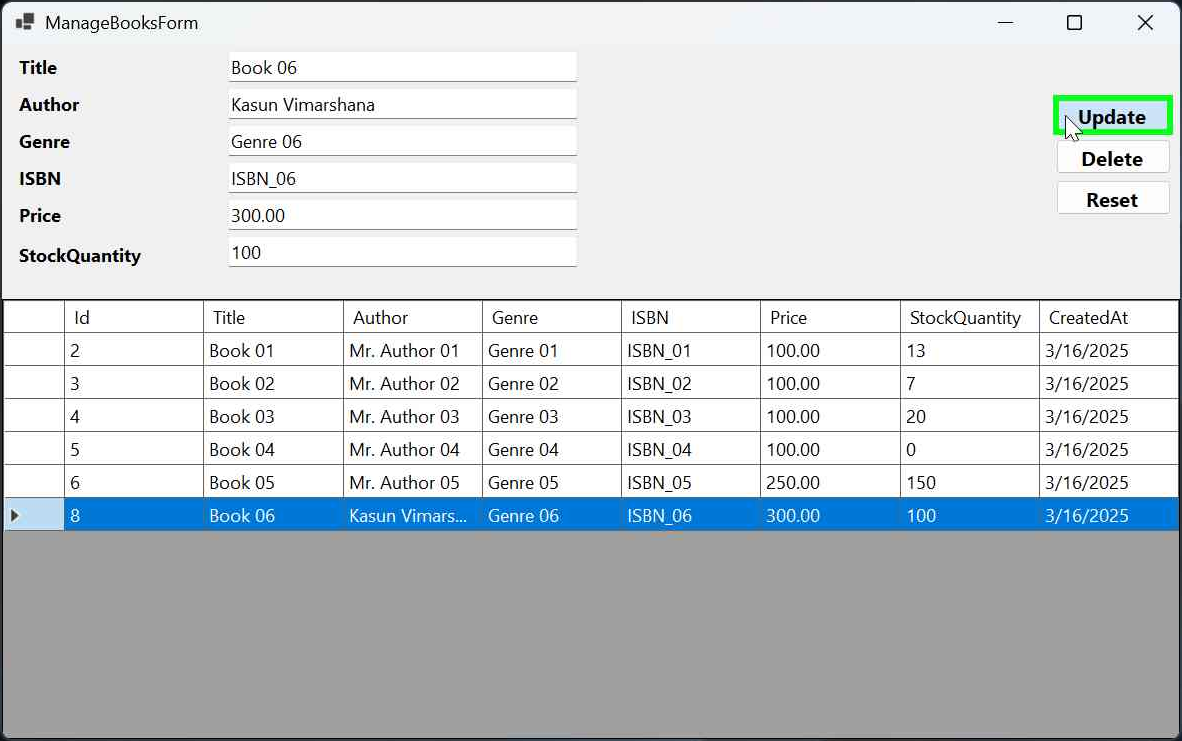 ManageBooksForm
Title Book 06
Author Kasun Vimarshana
Genre Genre 06
ISBN ISBN_06
Price 300.00
StockQuantity 100
Update
Delete
Reset
Id Title Author Genre ISBN Price StockQuantity CreatedAt
2 Book 01 Mr. Author 01 Genre 01 ISBN_01 100.00 13 3/16/2025
3 Book 02 Mr. Author 02 Genre 02 ISBN_02 100.00 7 3/16/2025
4 Book 03 Mr. Author 03 Genre 03 ISBN_03 100.00 20 3/16/2025
5 Book 04 Mr. Author 04 Genre 04 ISBN_04 100.00 0 3/16/2025
6 Book 05 Mr. Author 05 Genre 05 ISBN_05 250.00 150 3/16/2025
8 Book 06 Kasun Vimars... Genre 06 ISBN_06 300.00 100 3/16/2025